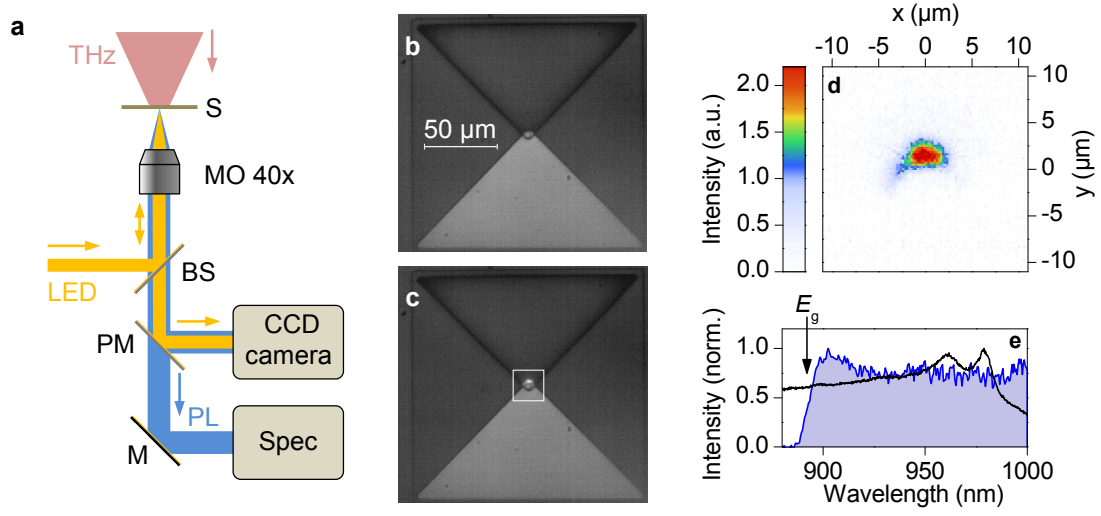 a
THz
S
MO 40x
BS
LED
PM
CCD
camera
PL
M
Spec
b
50 µm
c
x (µm)
-10 -5 0 5 10
d
Intensity (a.u.)
2.0
1.5
1.0
0.5
0.0
10
5
0
-5
-10
y (µm)
Eg
e
Intensity (norm.)
1.0
0.5
0.0
900 950 1000
Wavelength (nm)